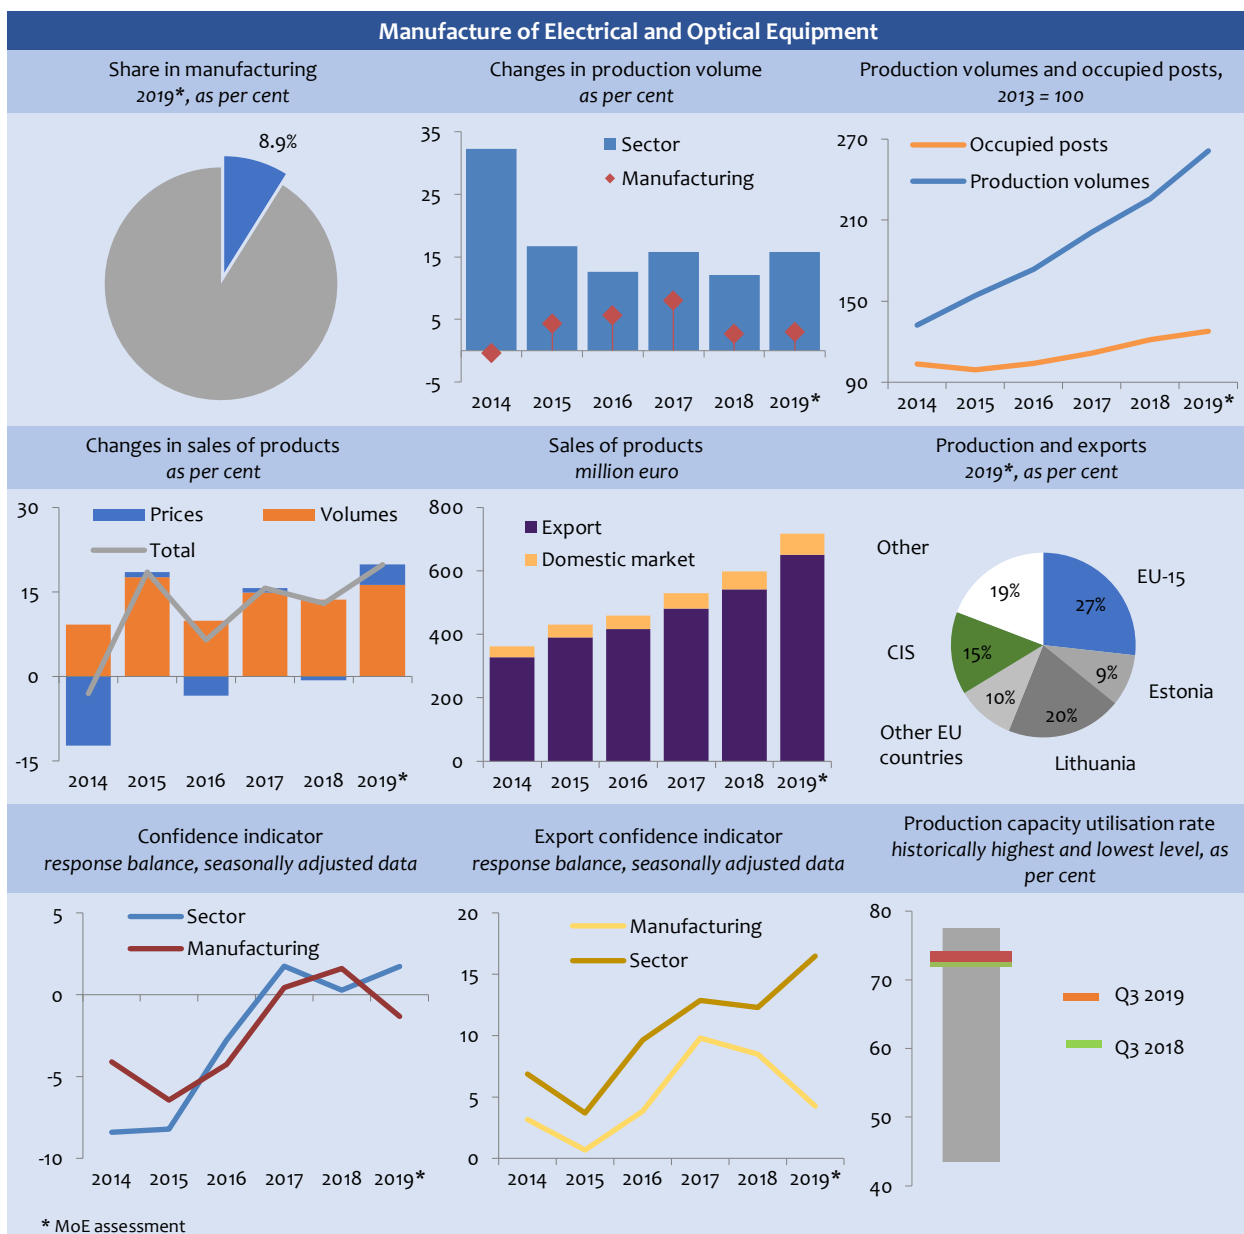 Manufacture of Electrical and Optical Equipment
Share in manufacturing
2019*, as per cent
8.9%
Changes in production volume
as per cent
35
25
15
5
-5
Sector
Manufacturing
2014 2015 2016 2017 2018 2019*
Production volumes and occupied posts,
2013 = 100
270
210
150
90
Occupied posts
Production volumes
2014 2015 2016 2017 2018 2019*
Changes in sales of products
as per cent
30
15
0
-15
Prices
Volumes
Total
2014 2015 2016 2017 2018 2019*
Sales of products
million euro
800
600
400
200
0
Export
Domestic market
2014 2015 2016 2017 2018 2019*
Production and exports
2019*, as per cent
Other
19%
EU-15
27%
CIS
15%
9%
Estonia
10%
20%
Other EU
countries
Lithuania
Confidence indicator
response balance, seasonally adjusted data
5
0
-5
-10
Sector
Manufacturing
2014 2015 2016 2017 2018 2019*
Export confidence indicator
response balance, seasonally adjusted data
20
15
10
5
0
Manufacturing
Sector
2014 2015 2016 2017 2018 2019*
Production capacity utilisation rate
historically highest and lowest level, as
per cent
80
70
60
50
40
Q3 2019
Q3 2018
* MoE assessment